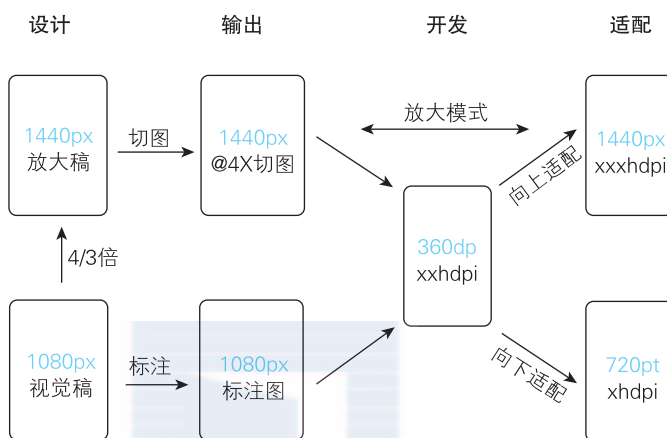 设计
输出
开发
适配
1440px
放大稿
切图
1440px
@4X切图
放大模式
向上适配
1440px
xxxhdpi
4/3倍
360dp
xxhdpi
1080px
视觉稿
标注
1080px
标注图
向下适配
720pt
xhdpi